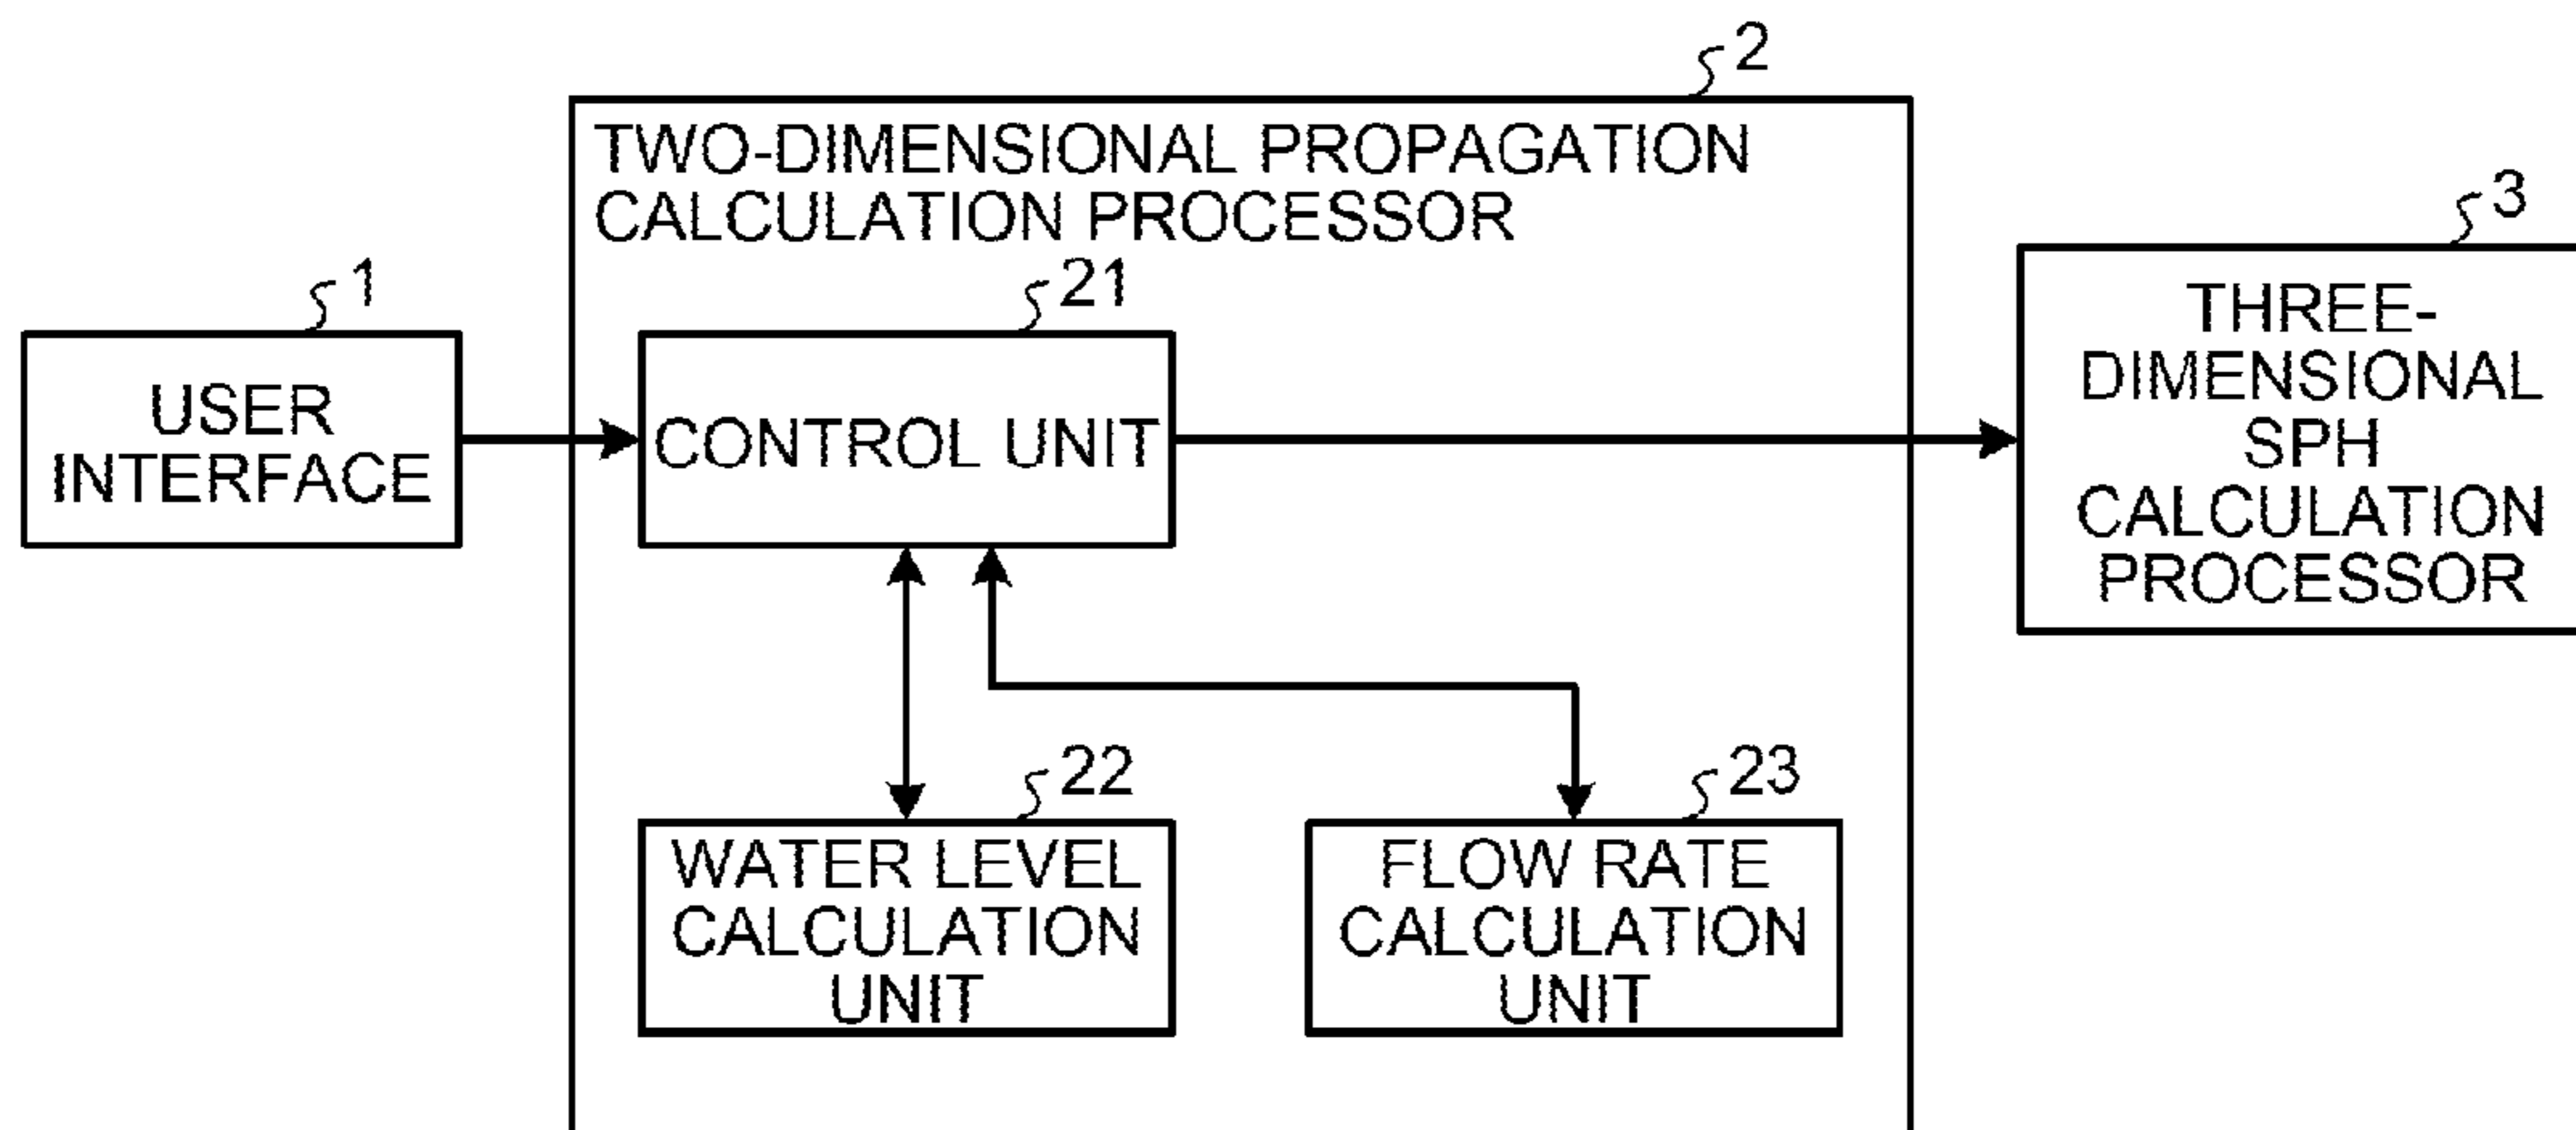 2
TWO-DIMENSIONAL PROPAGATION
CALCULATION PROCESSOR
1
USER
INTERFACE
21
CONTROL UNIT
3
THREE-
DIMENSIONAL
SPH
CALCULATION
PROCESSOR
22
WATER LEVEL
CALCULATION
UNIT
23
FLOW RATE
CALCULATION
UNIT